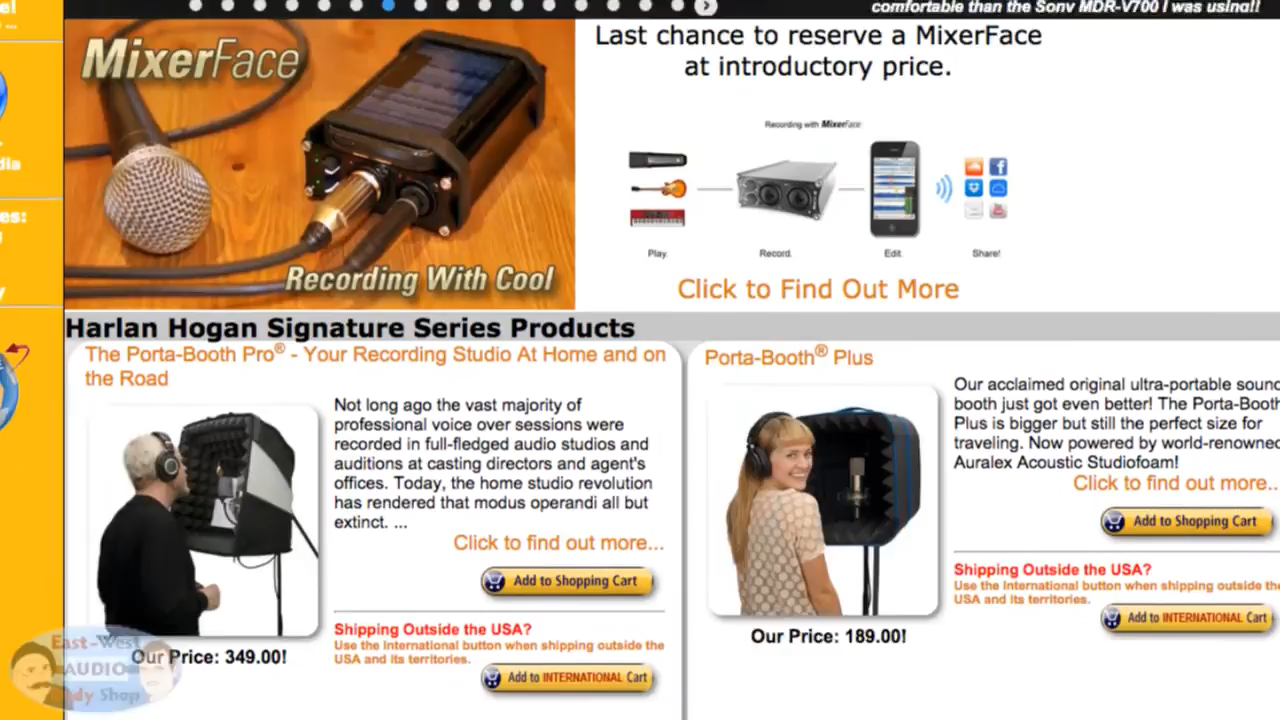 comfortable than the Sony MDR-V700 I was using!!
MixerFace
Recording With Cool
Last chance to reserve a MixerFace
at introductory price.
Recording with MixerFace
Play.
Record.
Edit
Share!
Click to Find Out More
dia
es:
Harlan Hogan Signature Series Products
The Porta-Booth Pro® - Your Recording Studio At Home and on
the Road
Not long ago the vast majority of
professional voice over sessions were
recorded in full-fledged audio studios and
auditions at casting directors and agent's
offices. Today, the home studio revolution
has rendered that modus operandi all but
extinct. ...
Click to find out more...
Add to Shopping Cart
Shipping Outside the USA?
Use the International button when shipping outside the
USA and its territories.
Add to INTERNATIONAL Cart
Our Price: 349.00!
Porta-Booth® Plus
Our acclaimed original ultra-portable sound
booth just got even better! The Porta-Booth
Plus is bigger but still the perfect size for
traveling. Now powered by world-renowned
Auralex Acoustic Studiofoam!
Click to find out more...
Add to Shopping Cart
Shipping Outside the USA?
Use the International button when shipping outside the
USA and its territories.
Add to INTERNATIONAL Cart
Our Price: 189.00!
East-West
AUDIO
dy Shop